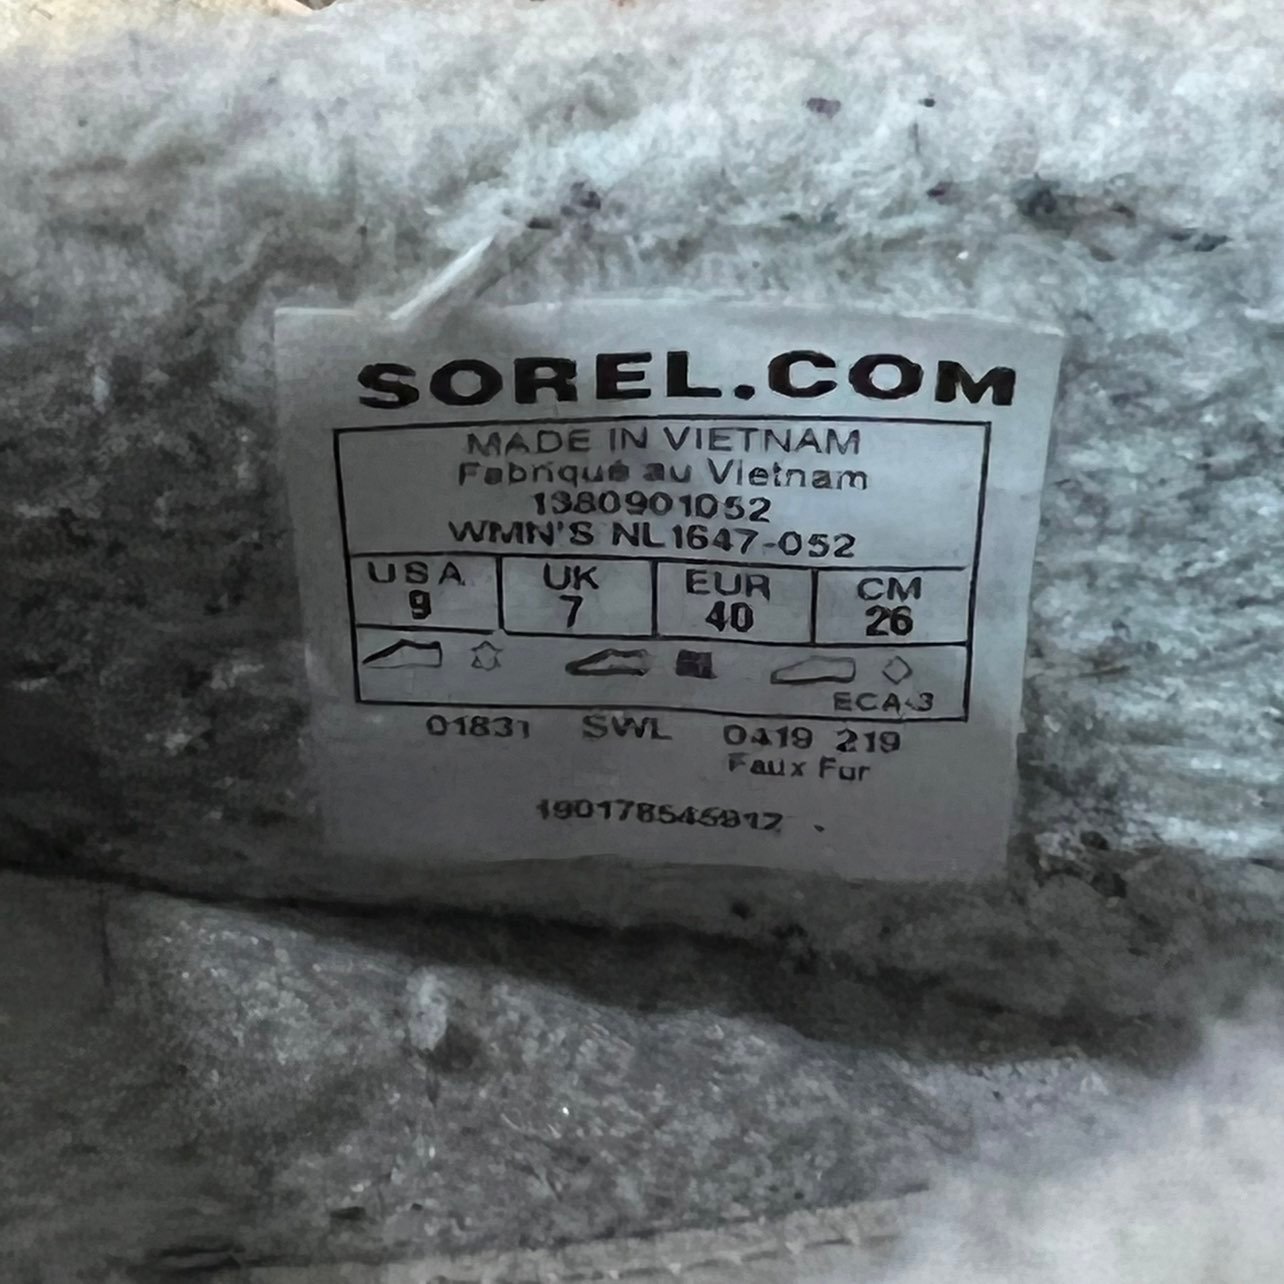 SOREL.COM
MADE IN VIETNAM
Fabriqué au Vietnam
1380901052
WMN'S NL1647-052
USA UK EUR CM
9 7 40 26
ECA-3
01831 SWL 0419 219
Faux Fur